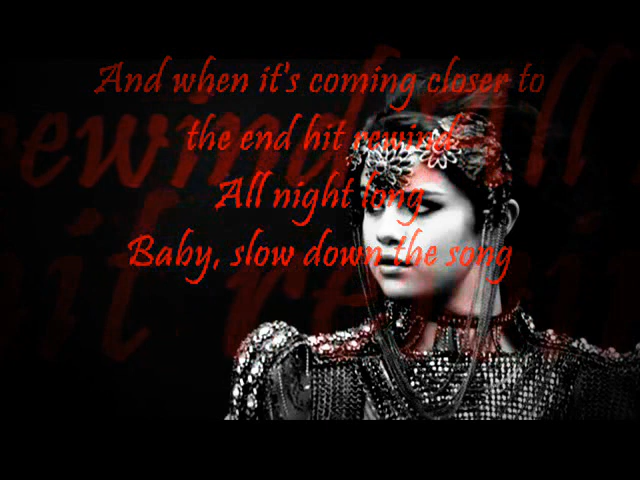 And when it's coming closer to
the end hit rewind
All night long
Baby, slow down the song